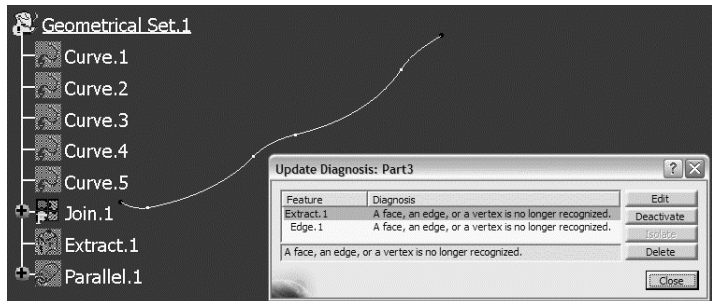 Geometrical Set.1
Curve.1
Curve.2
Curve.3
Curve.4
Curve.5
Join.1
Extract.1
Parallel.1
Update Diagnosis: Part3
Feature Diagnosis
Extract.1 A face, an edge, or a vertex is no longer recognized.
Edge.1 A face, an edge, or a vertex is no longer recognized.
A face, an edge, or a vertex is no longer recognized.
Edit
Deactivate
Isolate
Delete
Close